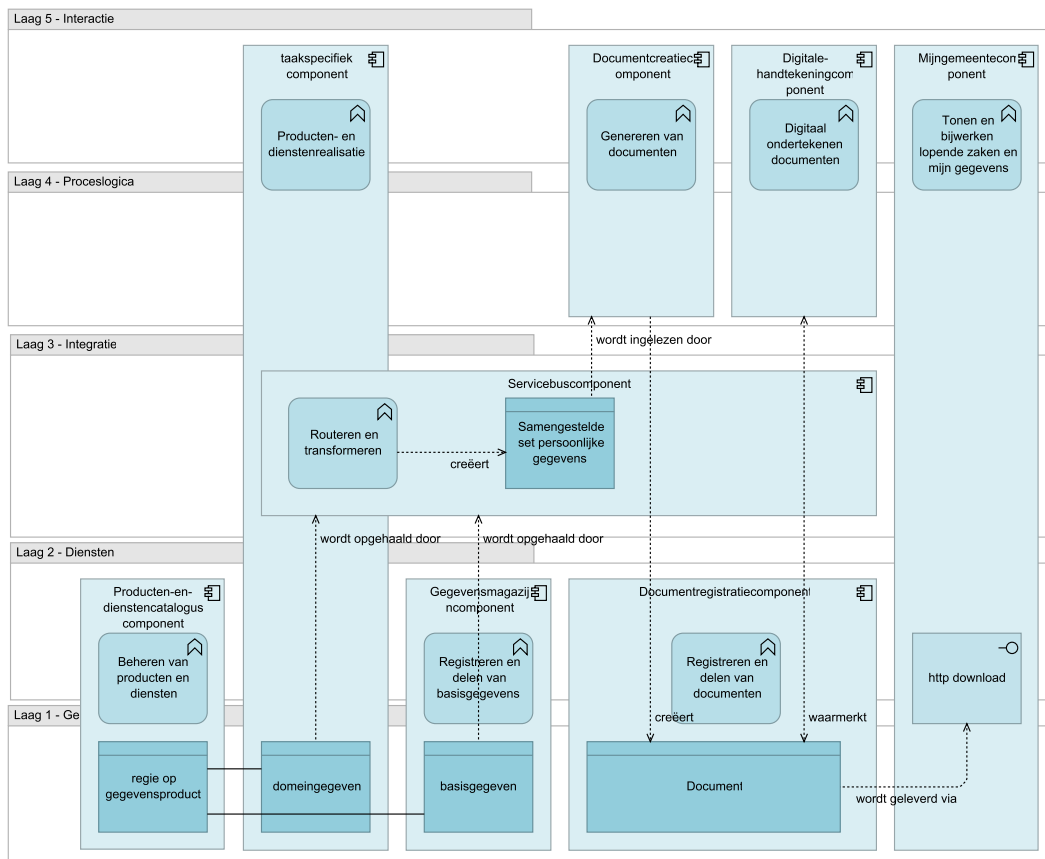 Laag 5 - Interactie
taakspecifiek
component
Documentcreatiec
omponent
Digitale-
handtekeningcom
ponent
Mijngemeentecom
ponent
Producten- en
dienstenrealisatie
Genereren van
documenten
Digitaal
ondertekenen
documenten
Tonen en
bijwerken
lopende zaken en
mijn gegevens
Laag 4 - Proceslogica
Laag 3 - Integratie
wordt ingelezen door
Servicebuscomponent
Routeren en
transformeren
creëert
Samengestelde
set persoonlijke
gegevens
wordt opgehaald door
wordt opgehaald door
Laag 2 - Diensten
Producten-en-
dienstencatalogus
component
Gegevensmagazij
ncomponent
Documentregistratiecomponent
Beheren van
producten en
diensten
Registreren en
delen van
basisgegevens
Registreren en
delen van
documenten
http download
Laag 1 - Ge
creëert
waarmerkt
regie op
gegevensproduct
domeingegeven
basisgegeven
Document
wordt geleverd via